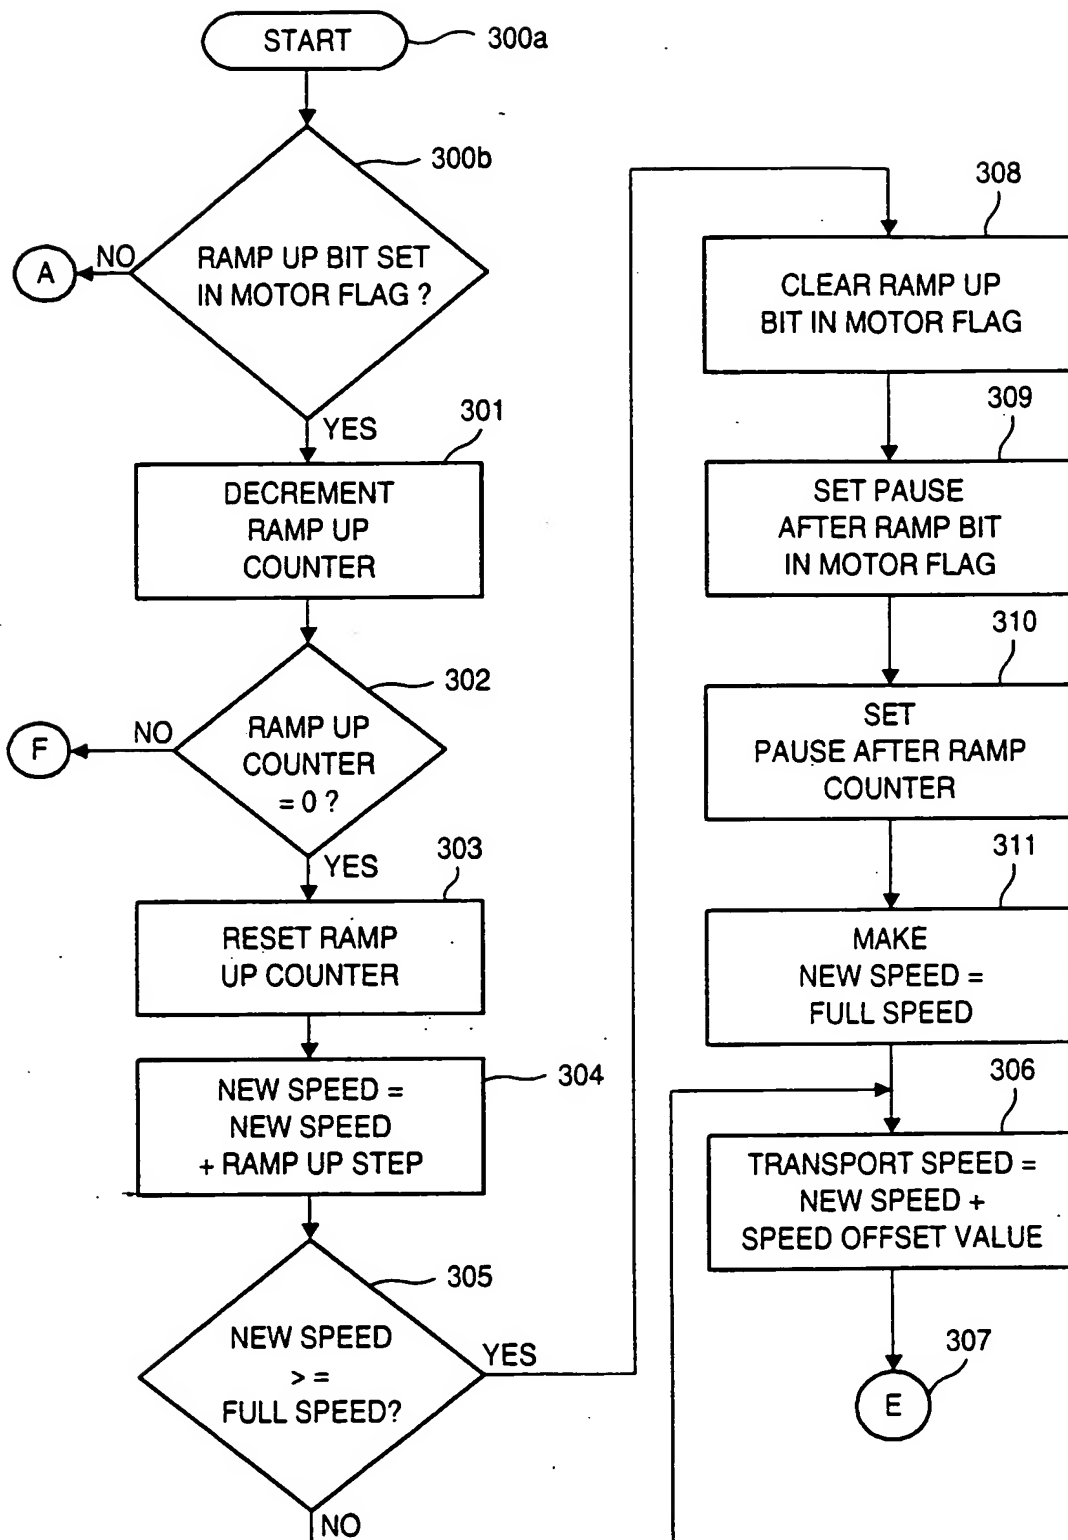 START
300a
300b
RAMP UP BIT SET
IN MOTOR FLAG ?
NO
A
YES
301
DECREMENT
RAMP UP
COUNTER
302
RAMP UP
COUNTER
= 0 ?
NO
F
YES
303
RESET RAMP
UP COUNTER
304
NEW SPEED =
NEW SPEED
+ RAMP UP STEP
305
NEW SPEED
> =
FULL SPEED?
YES
NO
308
CLEAR RAMP UP
BIT IN MOTOR FLAG
309
SET PAUSE
AFTER RAMP BIT
IN MOTOR FLAG
310
SET
PAUSE AFTER RAMP
COUNTER
311
MAKE
NEW SPEED =
FULL SPEED
306
TRANSPORT SPEED =
NEW SPEED +
SPEED OFFSET VALUE
307
E